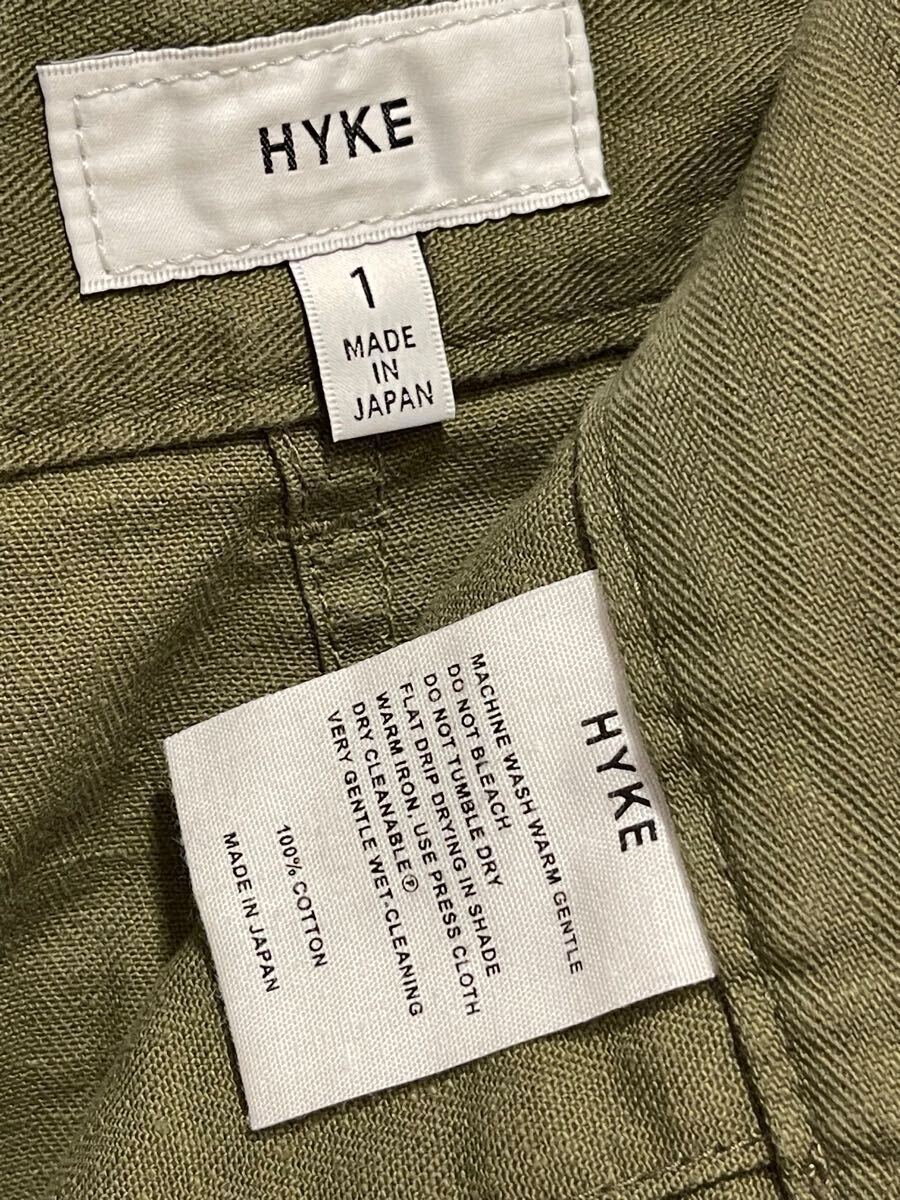 HYKE
1
MADE
IN
JAPAN
HYKE
MACHINE WASH WARM GENTLE
DO NOT BLEACH
DO NOT TUMBLE DRY
FLAT DRIP DRYING IN SHADE
WARM IRON, USE PRESS CLOTH
DRY CLEANABLEⓅ
VERY GENTLE WET-CLEANING
100% COTTON
MADE IN JAPAN